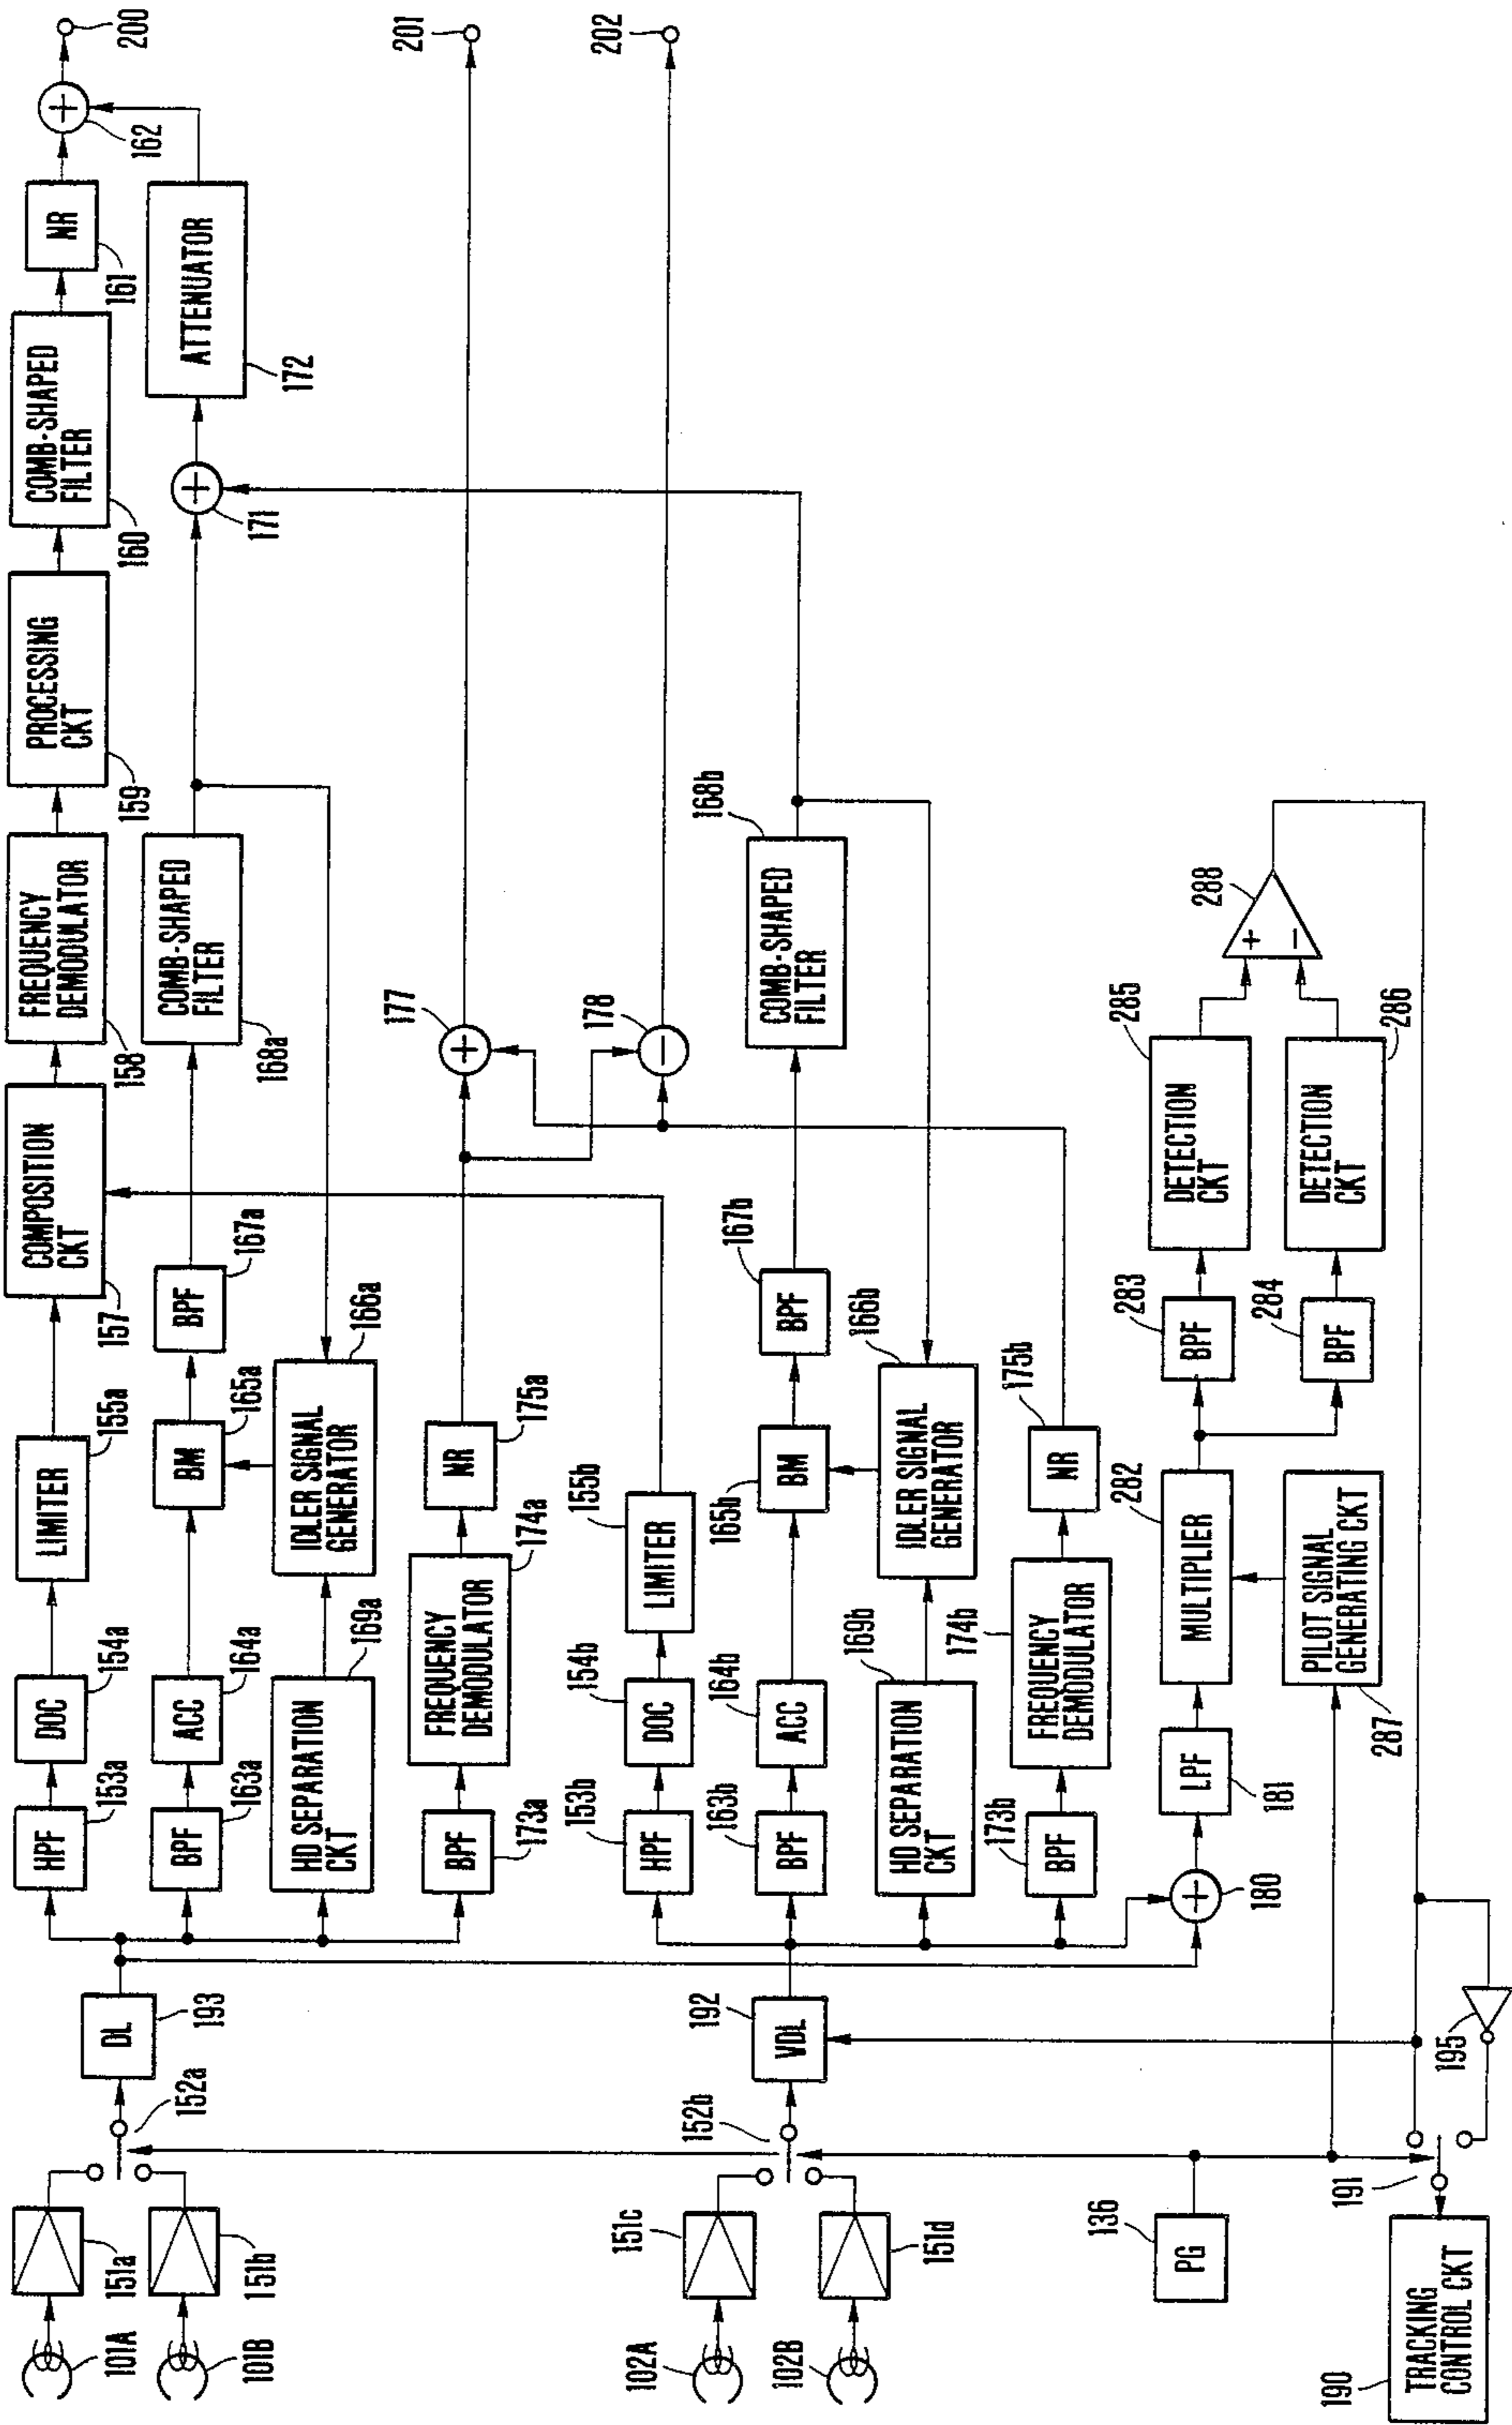 101A
151a
101B
151b
152a
DL
193
HPF
153a
DOC
154a
LIMITER
155a
COMPOSITION
CKT
157
FREQUENCY
DEMODULATOR
158
PROCESSING
CKT
159
COMB-SHAPED
FILTER
160
NR
161
162
200
BPF
163a
ACC
164a
BM
165a
BPF
167a
COMB-SHAPED
FILTER
168a
171
ATTENUATOR
172
HD SEPARATION
CKT
169a
IDLER SIGNAL
GENERATOR
166a
BPF
173a
FREQUENCY
DEMODULATOR
174a
NR
175a
177
201
178
202
102A
151c
102B
151d
152b
VDL
192
HPF
153b
DOC
154b
LIMITER
155b
BPF
163b
ACC
164b
BM
165b
BPF
167b
COMB-SHAPED
FILTER
168b
HD SEPARATION
CKT
169b
IDLER SIGNAL
GENERATOR
166b
BPF
173b
FREQUENCY
DEMODULATOR
174b
NR
175b
180
LPF
181
MULTIPLIER
282
BPF
283
DETECTION
CKT
285
BPF
284
DETECTION
CKT
286
288
PILOT SIGNAL
GENERATING CKT
287
PG
136
TRACKING
CONTROL CKT
190
191
195